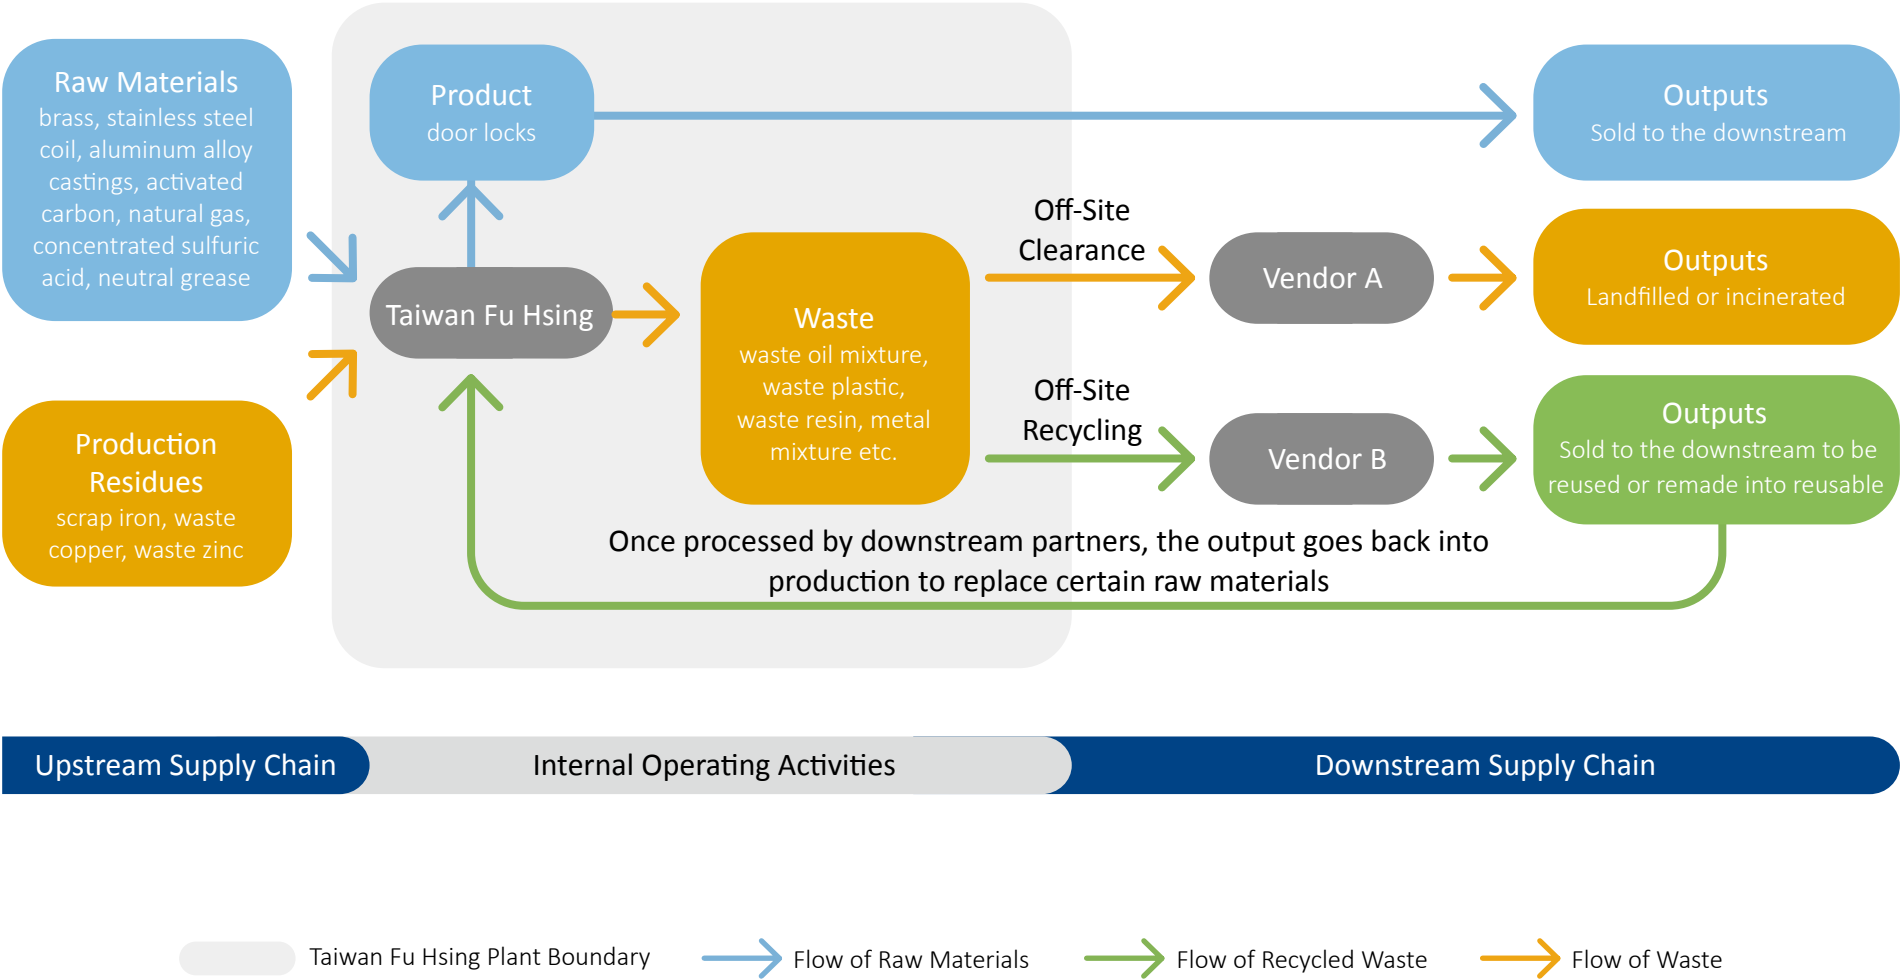 Raw Materials
brass, stainless steel
coil, aluminum alloy
castings, activated
carbon, natural gas,
concentrated sulfuric
acid, neutral grease
Production
Residues
scrap iron, waste
copper, waste zinc
Product
door locks
Taiwan Fu Hsing
Waste
waste oil mixture,
waste plastic,
waste resin, metal
mixture etc.
Off-Site
Clearance
Off-Site
Recycling
Vendor A
Vendor B
Outputs
Sold to the downstream
Outputs
Landfilled or incinerated
Outputs
Sold to the downstream to be
reused or remade into reusable
Once processed by downstream partners, the output goes back into
production to replace certain raw materials
Upstream Supply Chain
Internal Operating Activities
Downstream Supply Chain
Taiwan Fu Hsing Plant Boundary
Flow of Raw Materials
Flow of Recycled Waste
Flow of Waste